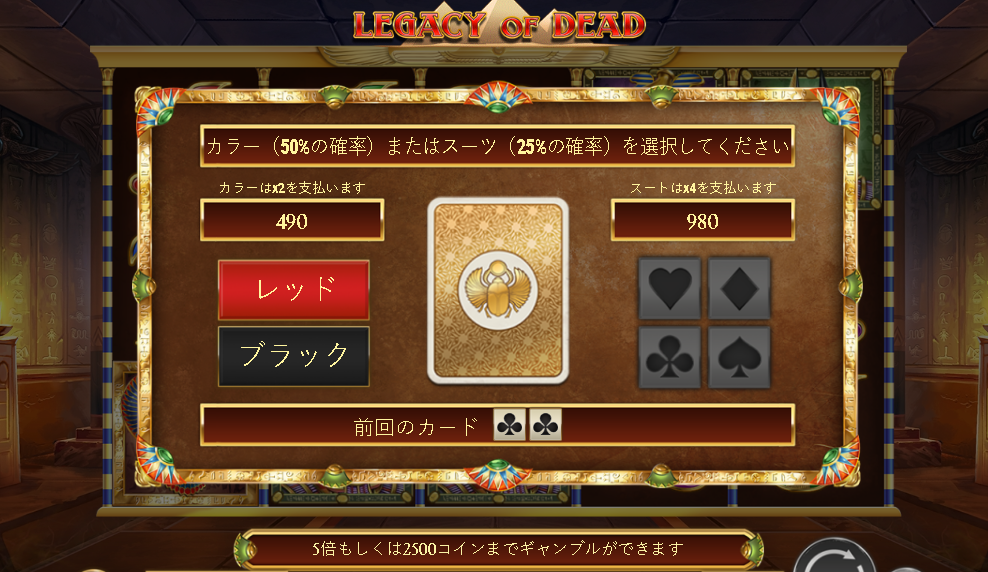 LEGACY OF DEAD
カラー（50%の確率）またはスーツ（25%の確率）を選択してください
カラーはx2を支払います
スートはx4を支払います
490
980
レッド
ブラック
前回のカード
5倍もしくは2500コインまでギャンブルができます